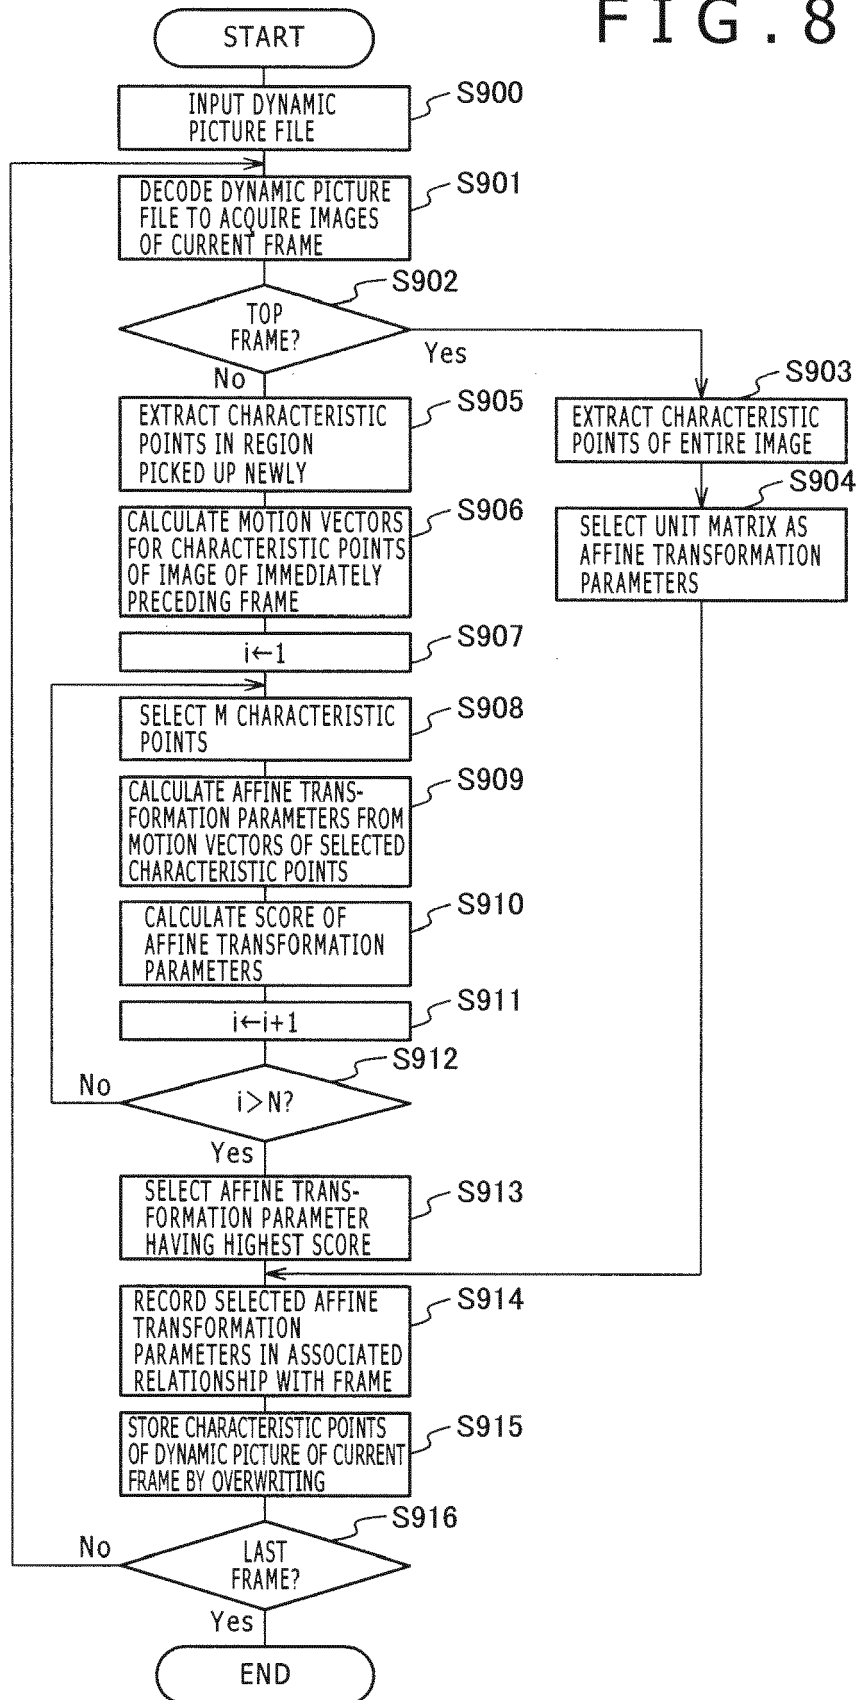 FIG.8
START
S900
INPUT DYNAMIC
PICTURE FILE
S901
DECODE DYNAMIC PICTURE
FILE TO ACQUIRE IMAGES
OF CURRENT FRAME
S902
TOP
FRAME?
Yes
No
S903
EXTRACT CHARACTERISTIC
POINTS OF ENTIRE IMAGE
S904
SELECT UNIT MATRIX AS
AFFINE TRANSFORMATION
PARAMETERS
S905
EXTRACT CHARACTERISTIC
POINTS IN REGION
PICKED UP NEWLY
S906
CALCULATE MOTION VECTORS
FOR CHARACTERISTIC POINTS
OF IMAGE OF IMMEDIATELY
PRECEDING FRAME
S907
i←1
S908
SELECT M CHARACTERISTIC
POINTS
S909
CALCULATE AFFINE TRANS-
FORMATION PARAMETERS FROM
MOTION VECTORS OF SELECTED
CHARACTERISTIC POINTS
S910
CALCULATE SCORE OF
AFFINE TRANSFORMATION
PARAMETERS
S911
i←i+1
S912
No
i>N?
Yes
S913
SELECT AFFINE TRANS-
FORMATION PARAMETER
HAVING HIGHEST SCORE
S914
RECORD SELECTED AFFINE
TRANSFORMATION
PARAMETERS IN ASSOCIATED
RELATIONSHIP WITH FRAME
S915
STORE CHARACTERISTIC POINTS
OF DYNAMIC PICTURE OF CURRENT
FRAME BY OVERWRITING
S916
No
LAST
FRAME?
Yes
END